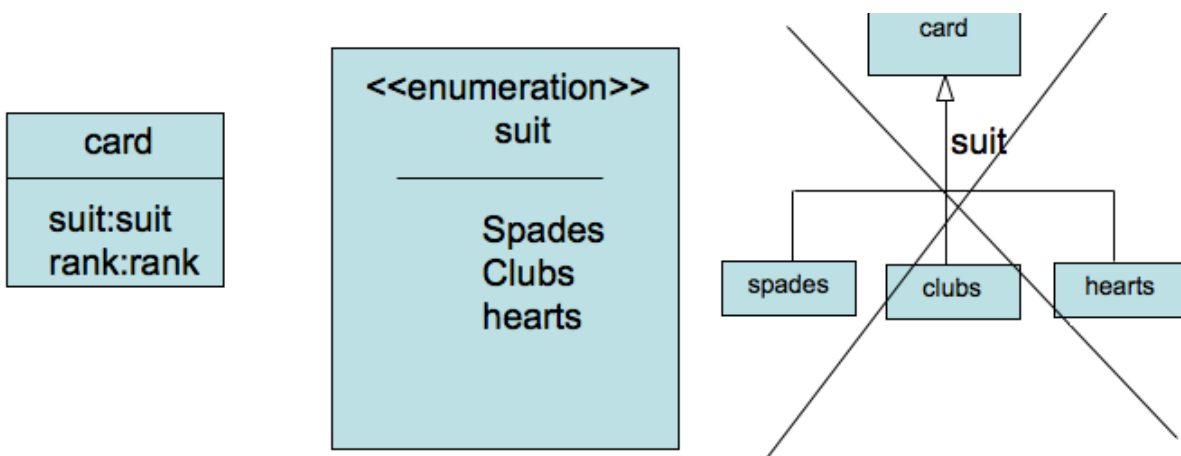 card
suit:suit
rank:rank
<<enumeration>>
suit
Spades
Clubs
hearts
card
suit
spades
clubs
hearts